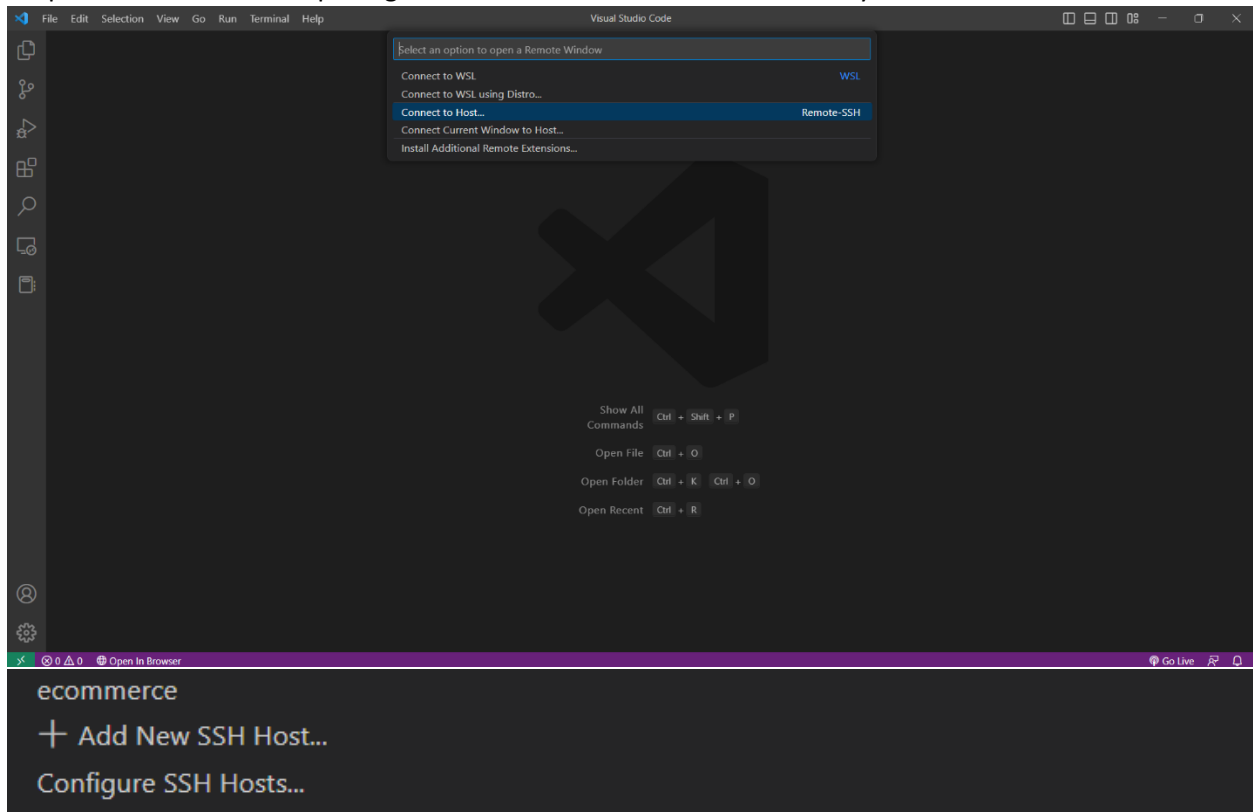 File Edit Selection View Go Run Terminal Help Visual Studio Code
Select an option to open a Remote Window
Connect to WSL WSL
Connect to WSL using Distro...
Connect to Host... Remote-SSH
Connect Current Window to Host...
Install Additional Remote Extensions...
Show All Commands Ctrl + Shift + P
Open File Ctrl + O
Open Folder Ctrl + K Ctrl + O
Open Recent Ctrl + R
0 0 Open In Browser Go Live
ecommerce
+ Add New SSH Host...
Configure SSH Hosts...